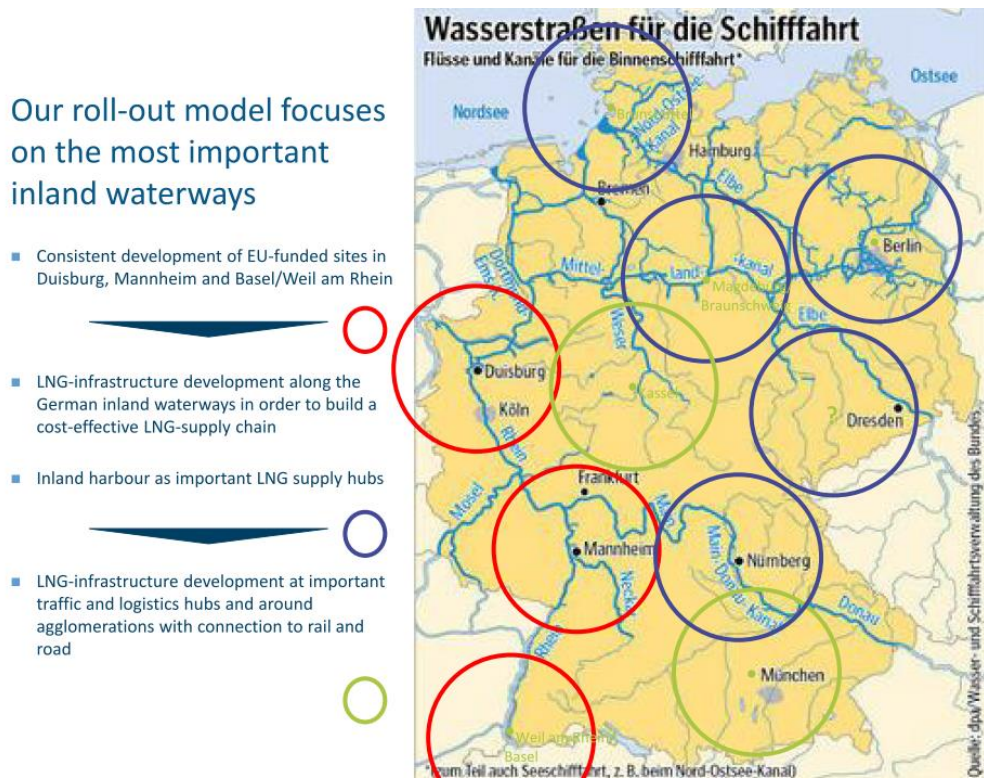 Our roll-out model focuses
on the most important
inland waterways
Consistent development of EU-funded sites in
Duisburg, Mannheim and Basel/Weil am Rhein
LNG-infrastructure development along the
German inland waterways in order to build a
cost-effective LNG-supply chain
Inland harbour as important LNG supply hubs
LNG-infrastructure development at important
traffic and logistics hubs and around
agglomerations with connection to rail and
road
Wasserstraßen für die Schifffahrt
Flüsse und Kanäle für die Binnenschifffahrt*
Nordsee
Ostsee
Brunsbüttel
Nord-Ostsee-
Kanal
Hamburg
Bremen
Elbe
Berlin
Mittel-
land-
-kanal
Magdeburg
Braunschweig
Dortmund-
Ems-
Weser
Elbe
Duisburg
Kassel
?
Dresden
Köln
Rhein
Frankfurt
Mosel
Main
Mannheim
Main-Donau-Kanal
Nürnberg
Neckar
Donau
Rhein
München
Weil am Rhein/
Basel
*zum Teil auch Seeschifffahrt, z. B. beim Nord-Ostsee-Kanal)
Quelle: dpa/Wasser- und Schifffahrtsverwaltung des Bundes